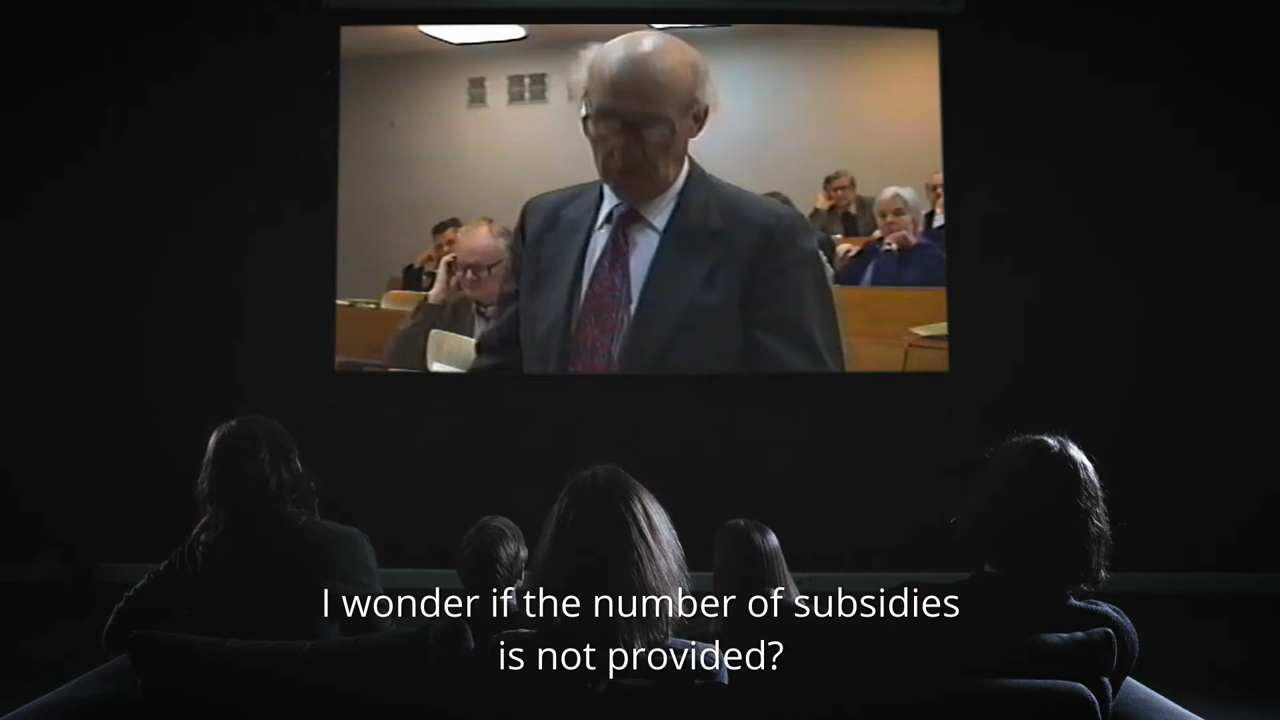 I wonder if the number of subsidies
is not provided?